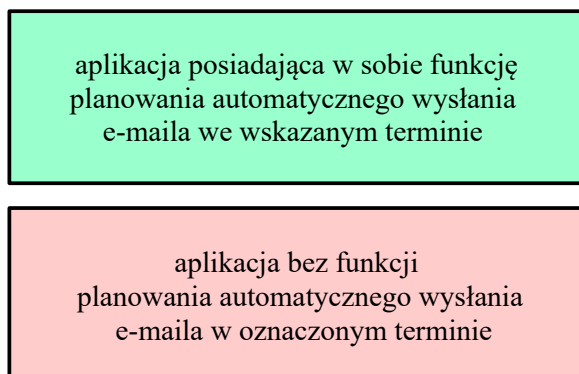 aplikacja posiadająca w sobie funkcję
planowania automatycznego wysłania
e-maila we wskazanym terminie
aplikacja bez funkcji
planowania automatycznego wysłania
e-maila w oznaczonym terminie